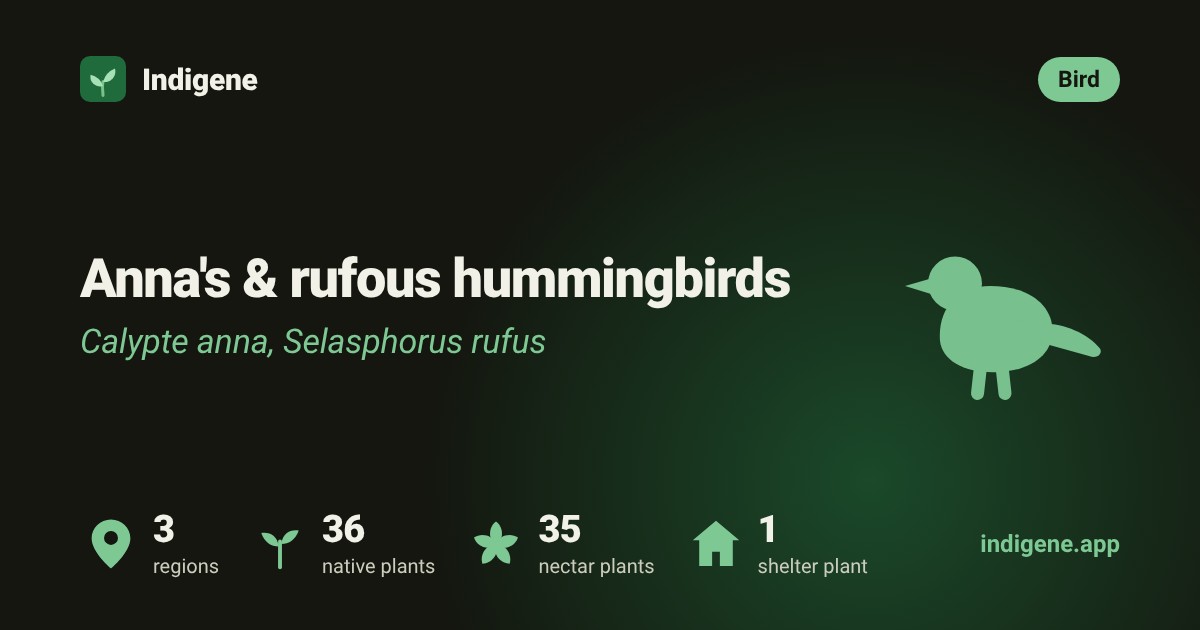 Indigene
Bird
Anna's & rufous hummingbirds
Calypte anna, Selasphorus rufus
3
regions
36
native plants
35
nectar plants
1
shelter plant
indigene.app